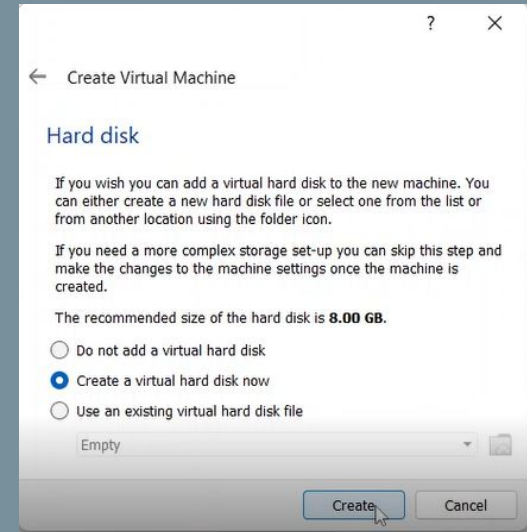 ?
Create Virtual Machine
Hard disk
If you wish you can add a virtual hard disk to the new machine. You
can either create a new hard disk file or select one from the list or
from another location using the folder icon.
If you need a more complex storage set-up you can skip this step and
make the changes to the machine settings once the machine is
created.
The recommended size of the hard disk is 8.00 GB.
Do not add a virtual hard disk
Create a virtual hard disk now
Use an existing virtual hard disk file
Empty
Create
Cancel